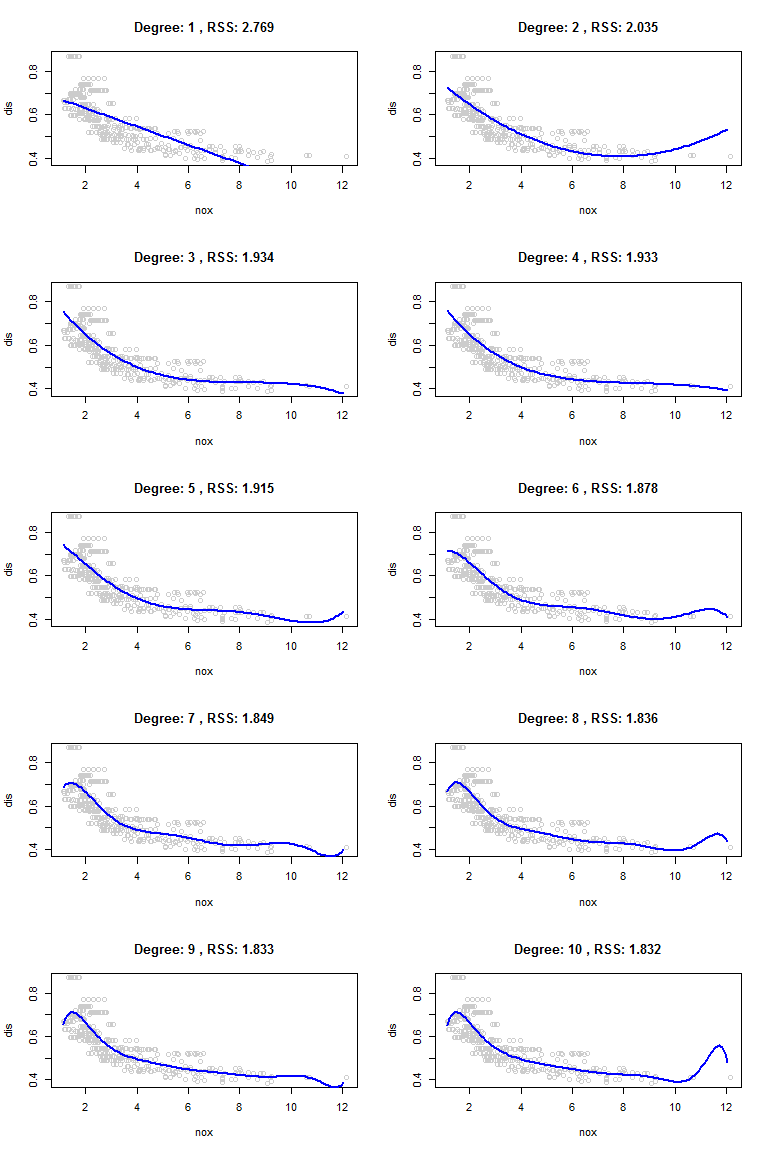 Degree: 1 , RSS: 2.769
dis
0.4 0.6 0.8
2 4 6 8 10 12
nox
Degree: 2 , RSS: 2.035
dis
0.4 0.6 0.8
2 4 6 8 10 12
nox
Degree: 3 , RSS: 1.934
dis
0.4 0.6 0.8
2 4 6 8 10 12
nox
Degree: 4 , RSS: 1.933
dis
0.4 0.6 0.8
2 4 6 8 10 12
nox
Degree: 5 , RSS: 1.915
dis
0.4 0.6 0.8
2 4 6 8 10 12
nox
Degree: 6 , RSS: 1.878
dis
0.4 0.6 0.8
2 4 6 8 10 12
nox
Degree: 7 , RSS: 1.849
dis
0.4 0.6 0.8
2 4 6 8 10 12
nox
Degree: 8 , RSS: 1.836
dis
0.4 0.6 0.8
2 4 6 8 10 12
nox
Degree: 9 , RSS: 1.833
dis
0.4 0.6 0.8
2 4 6 8 10 12
nox
Degree: 10 , RSS: 1.832
dis
0.4 0.6 0.8
2 4 6 8 10 12
nox